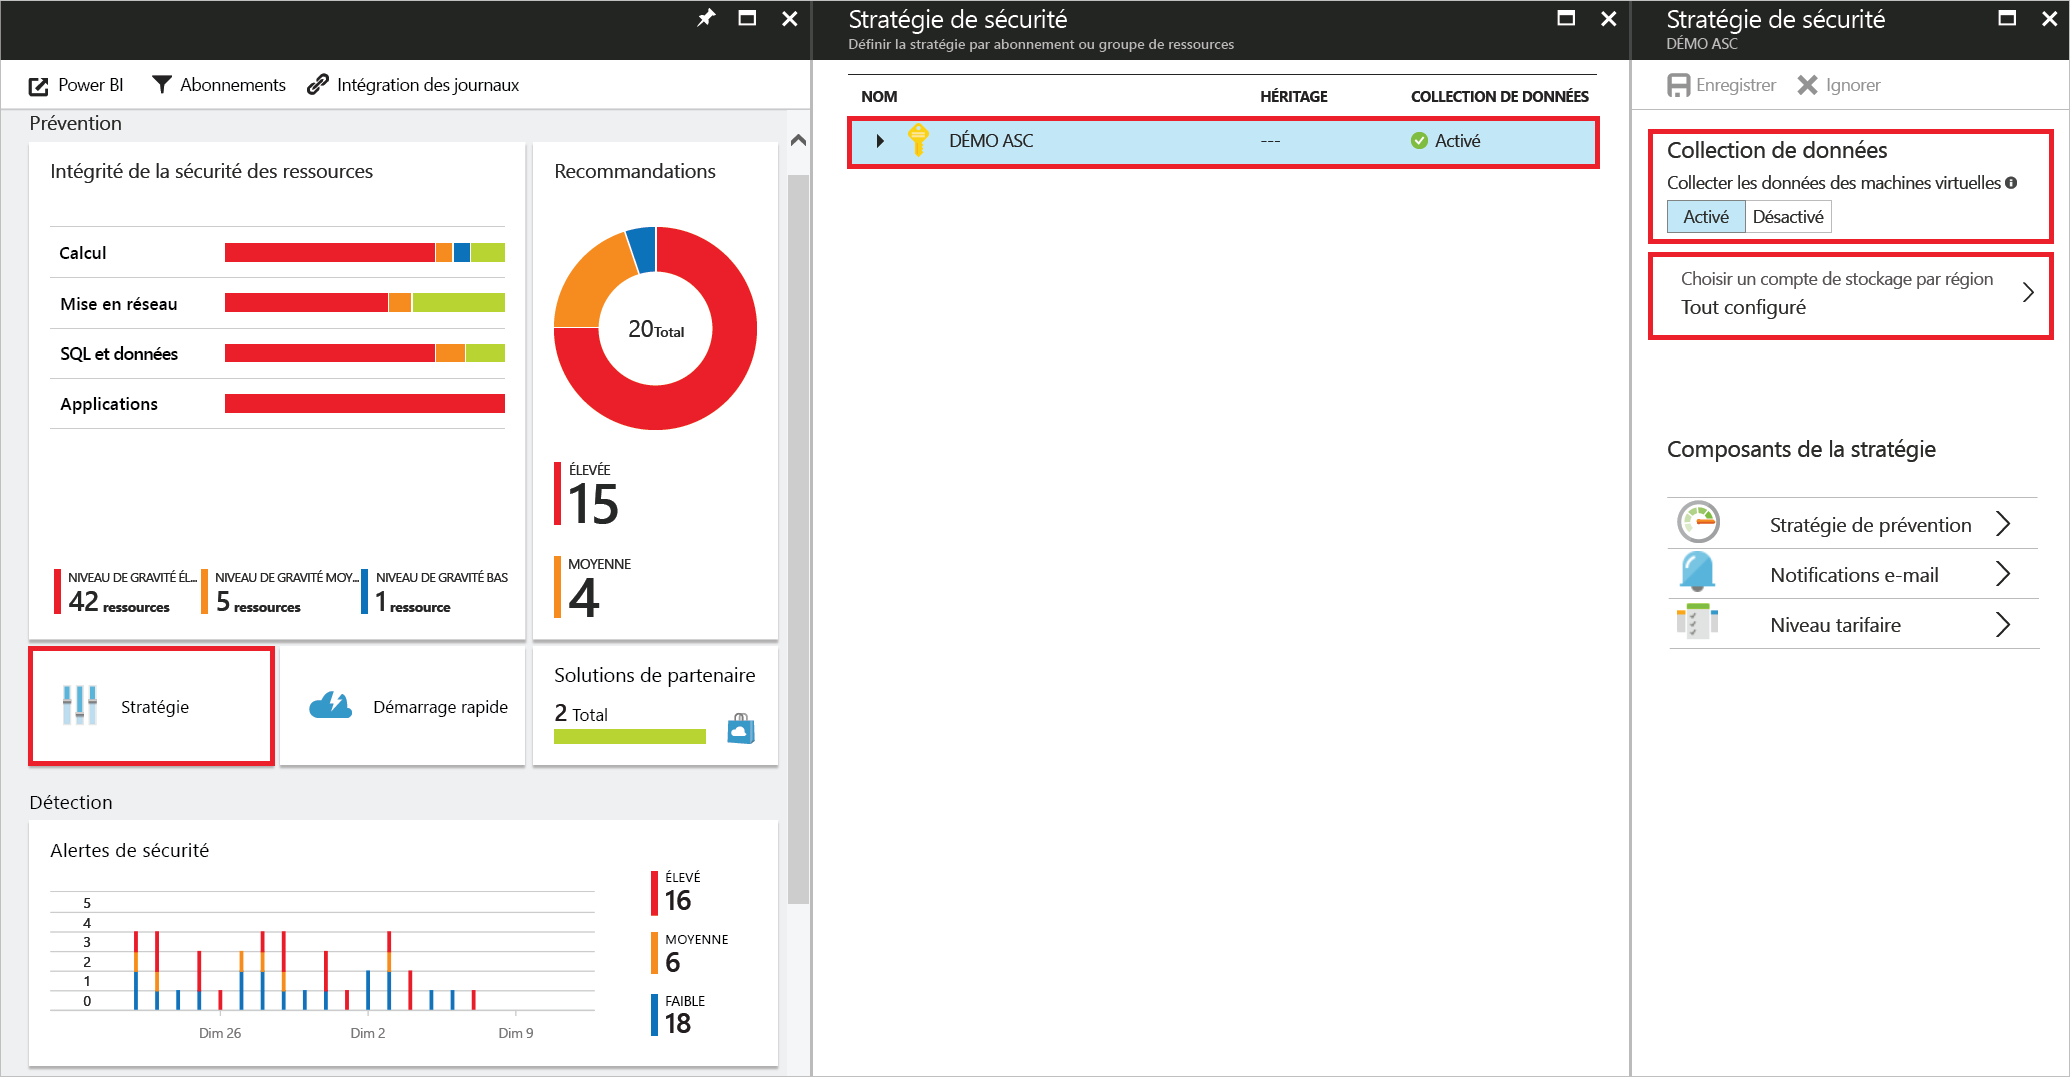 Power BI
Abonnements
Intégration des journaux
Prévention
Intégrité de la sécurité des ressources
Calcul
Mise en réseau
SQL et données
Applications
NIVEAU DE GRAVITÉ ÉL...
42 ressources
NIVEAU DE GRAVITÉ MOY...
5 ressources
NIVEAU DE GRAVITÉ BAS
1 ressource
Recommandations
20 Total
ÉLEVÉE
15
MOYENNE
4
Stratégie
Démarrage rapide
Solutions de partenaire
2 Total
Détection
Alertes de sécurité
5
4
3
2
1
0
Dim 26
Dim 2
Dim 9
ÉLEVÉ
16
MOYENNE
6
FAIBLE
18
Stratégie de sécurité
Définir la stratégie par abonnement ou groupe de ressources
NOM
HÉRITAGE
COLLECTION DE DONNÉES
DÉMO ASC
---
Activé
Stratégie de sécurité
DÉMO ASC
Enregistrer
Ignorer
Collection de données
Collecter les données des machines virtuelles
Activé
Désactivé
Choisir un compte de stockage par région
Tout configuré
Composants de la stratégie
Stratégie de prévention
Notifications e-mail
Niveau tarifaire